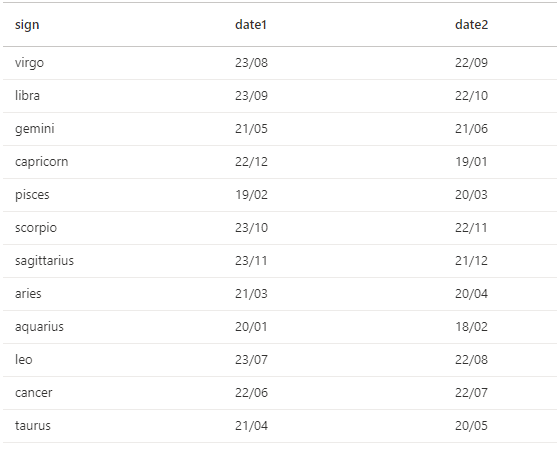 sign date1 date2
virgo 23/08 22/09
libra 23/09 22/10
gemini 21/05 21/06
capricorn 22/12 19/01
pisces 19/02 20/03
scorpio 23/10 22/11
sagittarius 23/11 21/12
aries 21/03 20/04
aquarius 20/01 18/02
leo 23/07 22/08
cancer 22/06 22/07
taurus 21/04 20/05